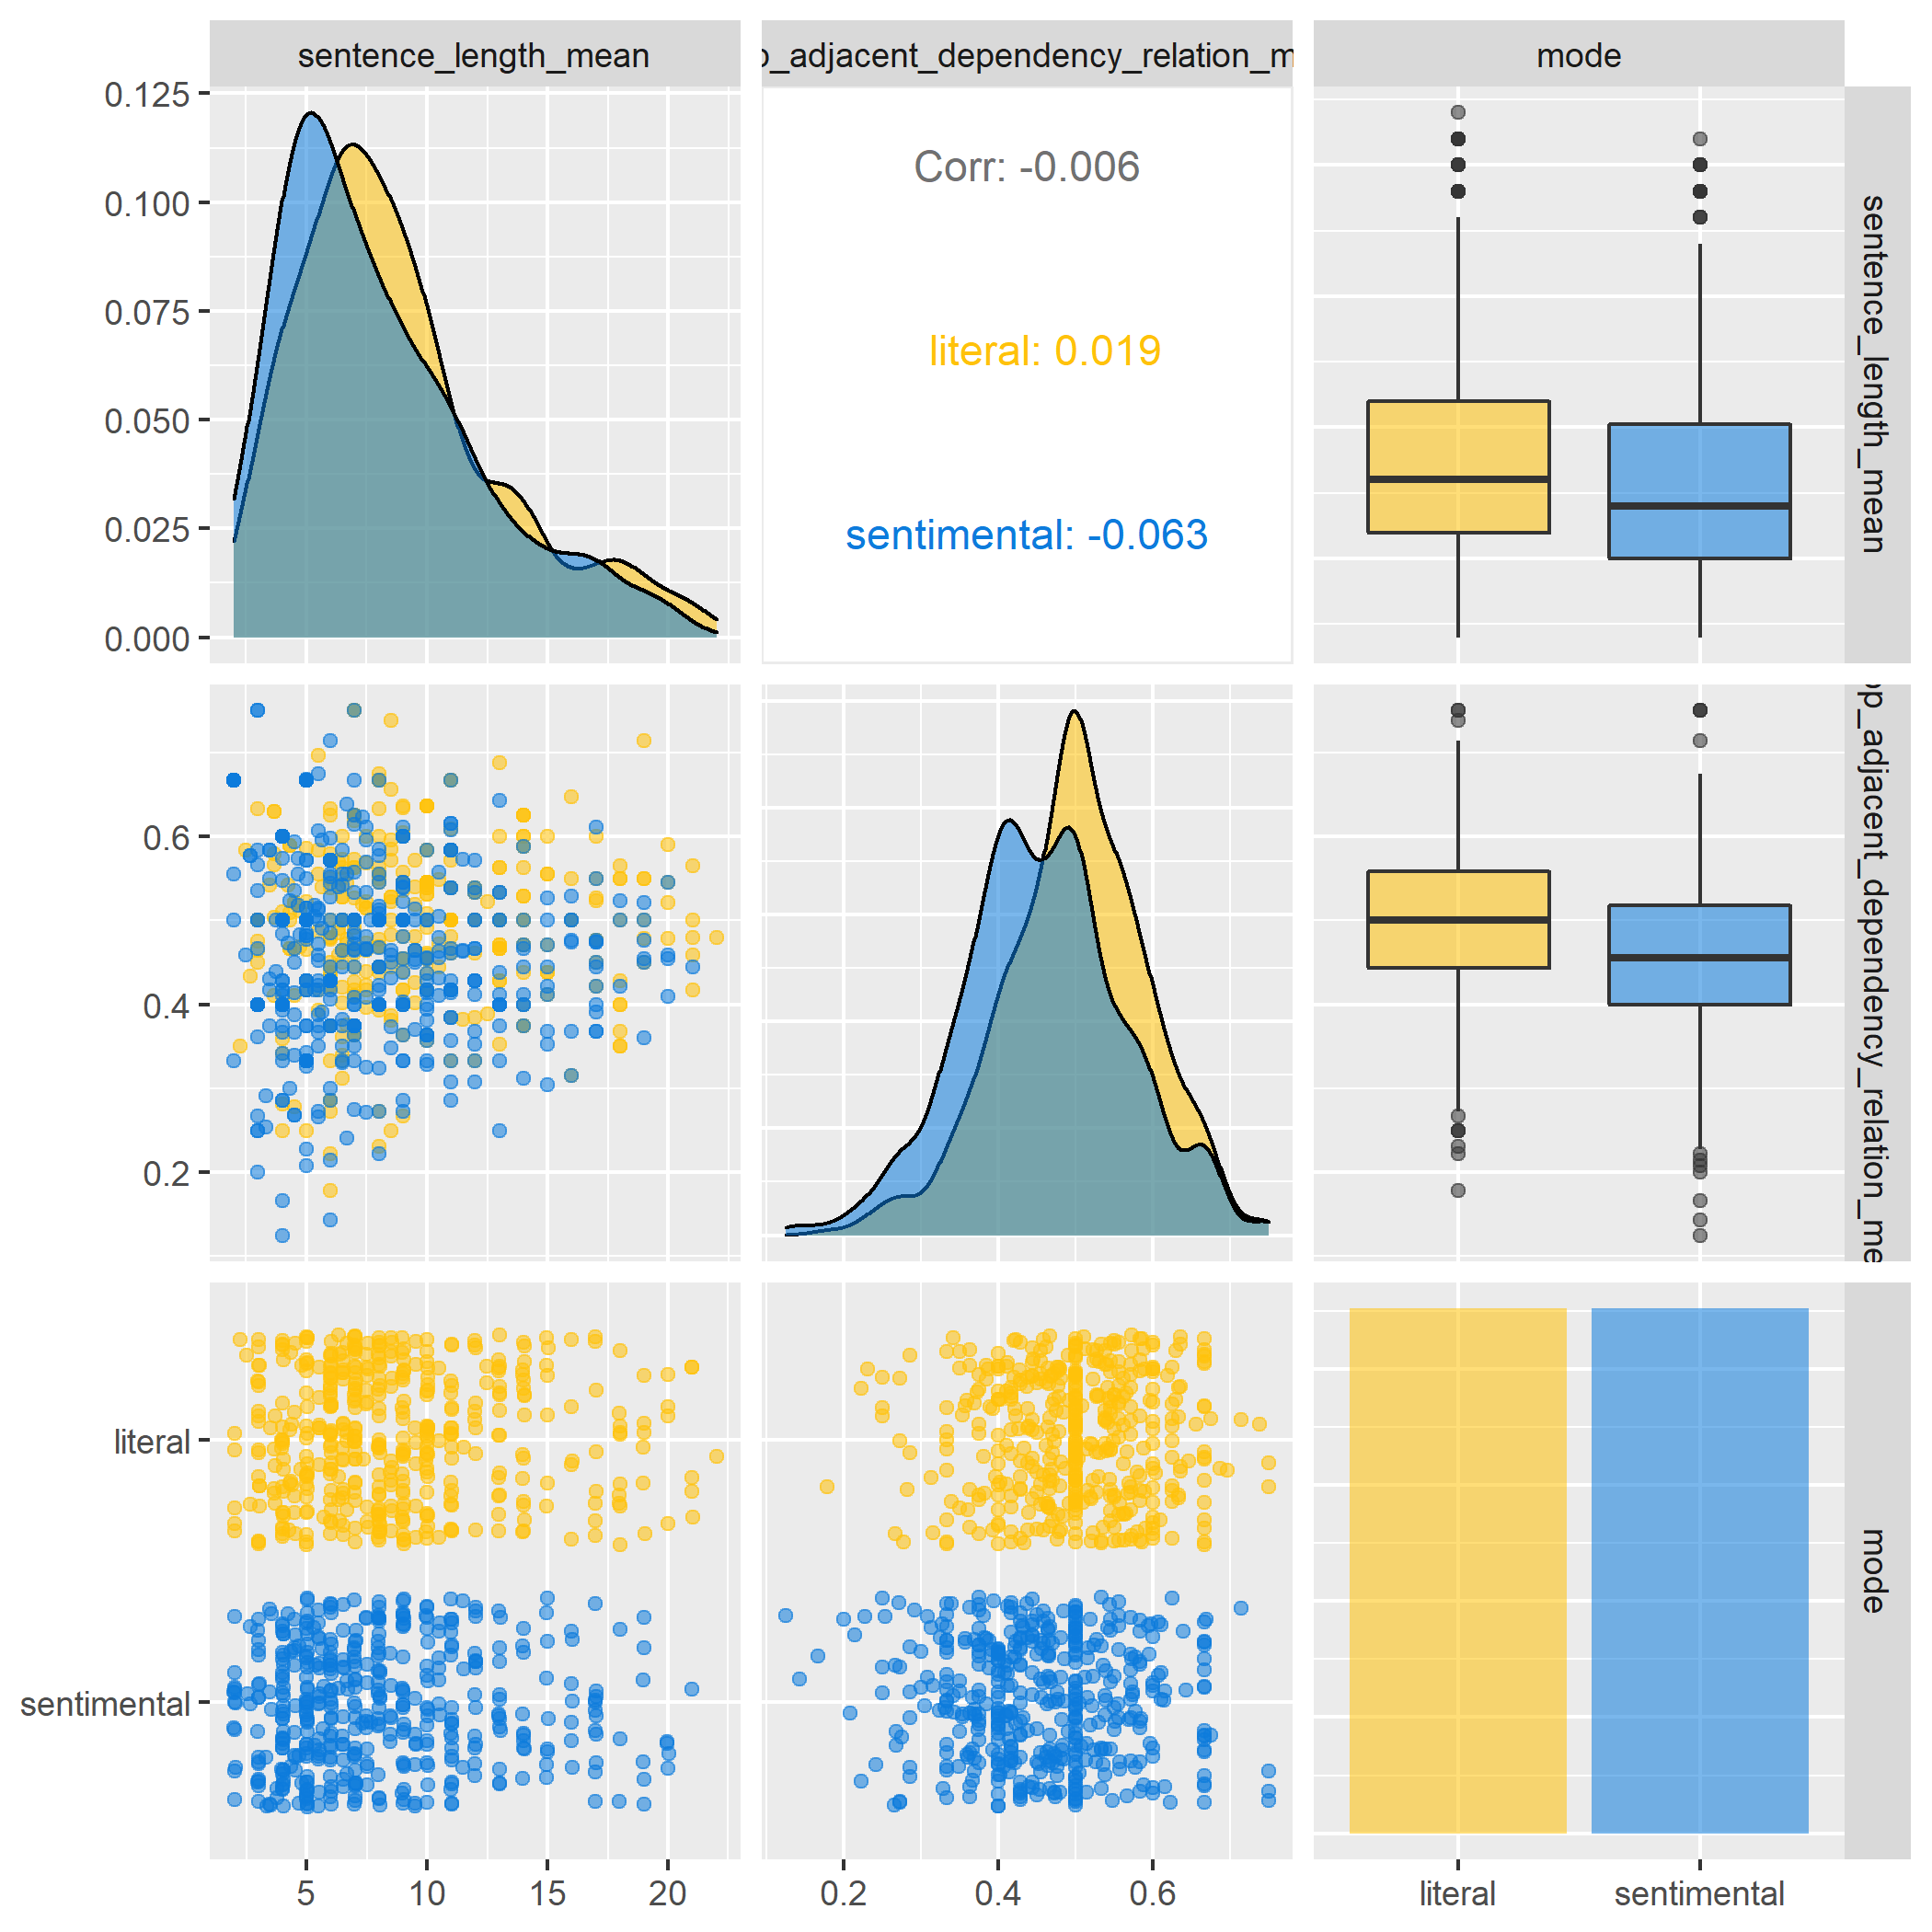 sentence_length_mean
_adjacent_dependency_relation_m
mode
0.125
0.100
0.075
0.050
0.025
0.000
Corr: -0.006
literal: 0.019
sentimental: -0.063
sentence_length_mean
0.6
0.4
0.2
_adjacent_dependency_relation_me
literal
sentimental
mode
5 10 15 20
0.2 0.4 0.6
literal sentimental